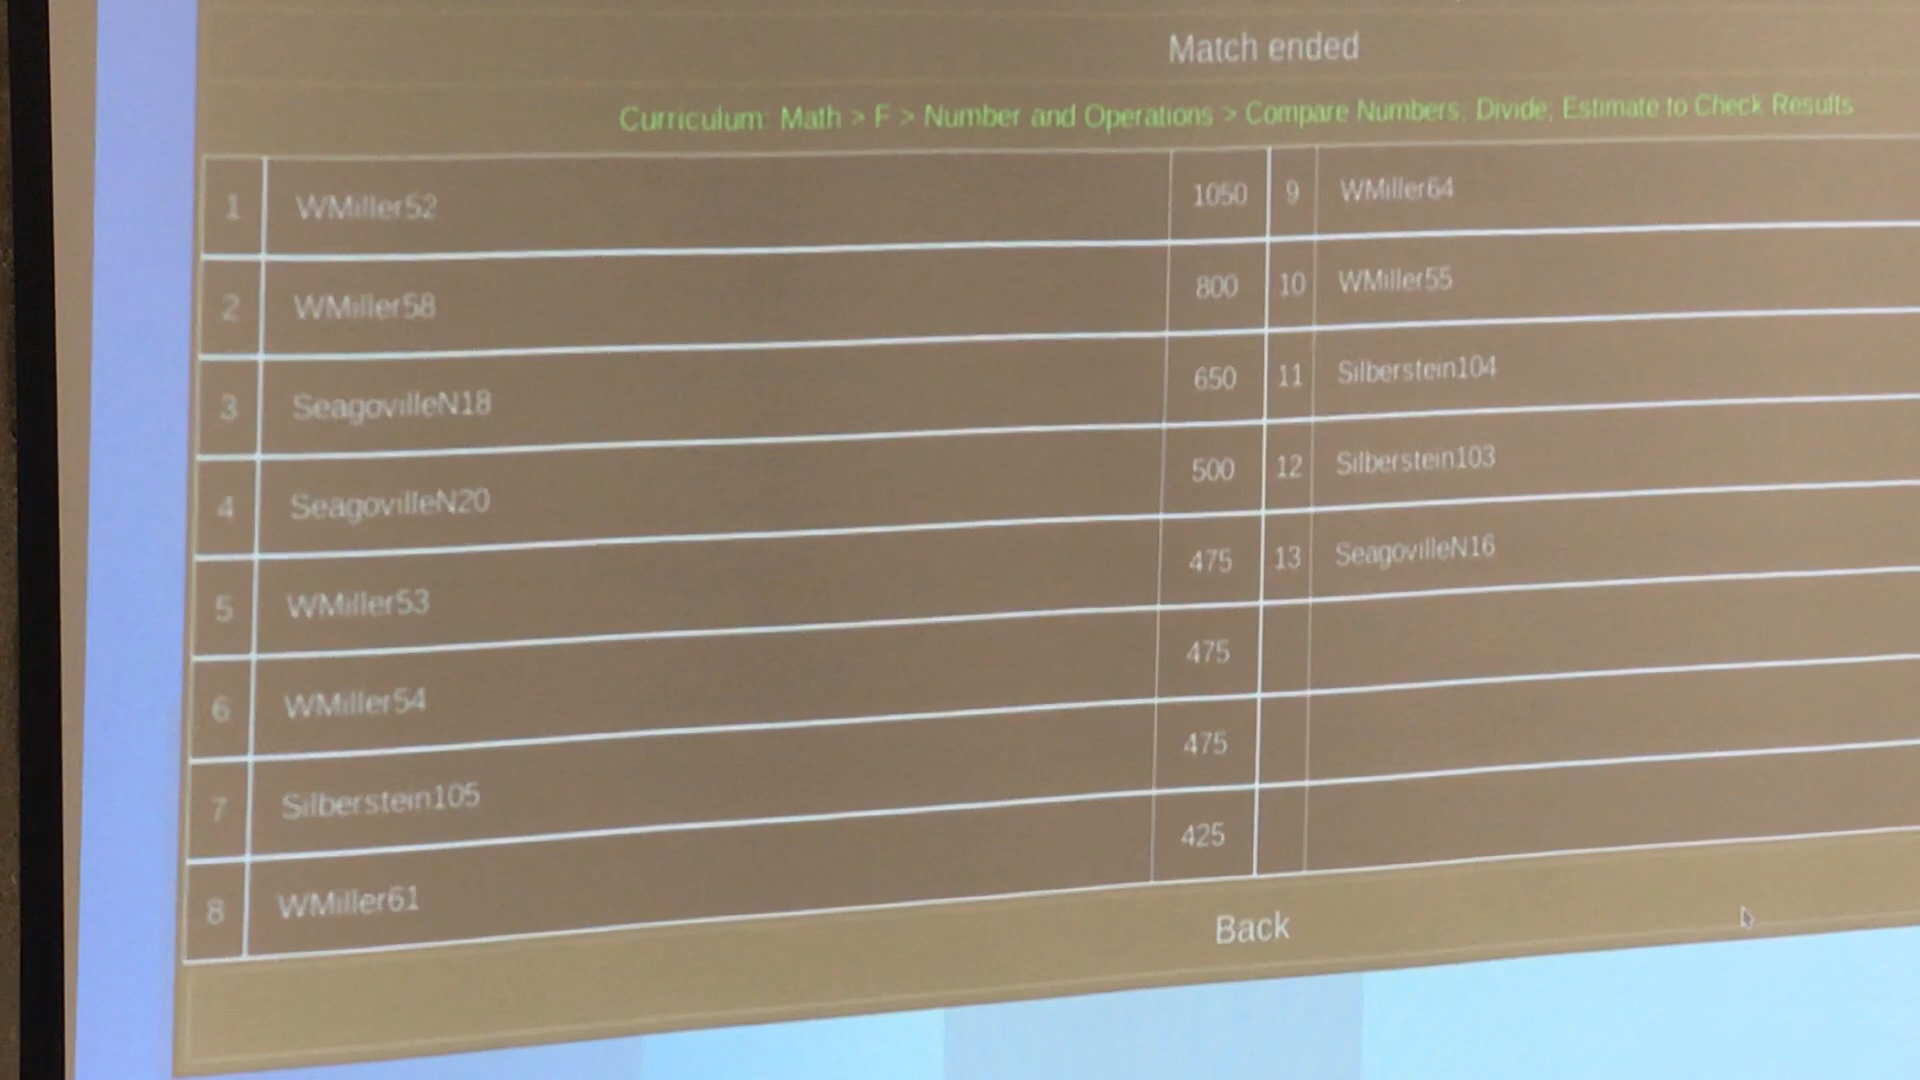 Match ended
Curriculum: Math > F > Number and Operations > Compare Numbers, Divide, Estimate to Check Results
1 WMiller52 1050 9 WMiller64
2 WMiller58 800 10 WMiller55
3 SeagovilleN18 650 11 Silberstein104
4 SeagovilleN20 500 12 Silberstein103
5 WMiller53 475 13 SeagovilleN16
6 WMiller54 475
7 Silberstein105 475
8 WMiller61 425
Back